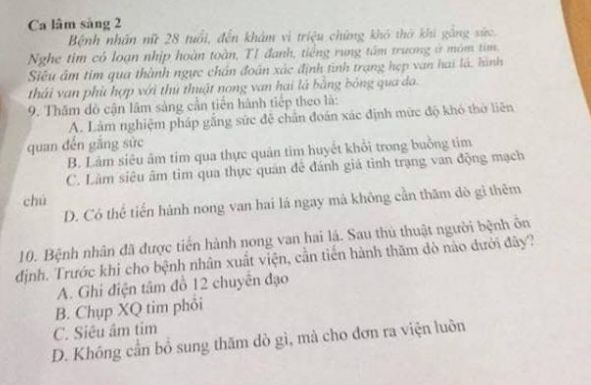 Ca lâm sàng 2
Bệnh nhân nữ 28 tuổi, đến khám vì triệu chứng khó thở khi gắng sức.
Nghe tim có loạn nhịp hoàn toàn, T1 đanh, tiếng rung tâm trương ở mỏm tim.
Siêu âm tim qua thành ngực chẩn đoán xác định tình trạng hẹp van hai lá, hình
thái van phù hợp với thủ thuật nong van hai lá bằng bóng qua da.
9. Thăm dò cận lâm sàng cần tiến hành tiếp theo là:
A. Làm nghiệm pháp gắng sức để chẩn đoán xác định mức độ khó thở liên
quan đến gắng sức
B. Làm siêu âm tim qua thực quản tìm huyết khối trong buồng tim
C. Làm siêu âm tim qua thực quản để đánh giá tình trạng van động mạch
chủ
D. Có thể tiến hành nong van hai lá ngay mà không cần thăm dò gì thêm
10. Bệnh nhân đã được tiến hành nong van hai lá. Sau thủ thuật người bệnh ổn
định. Trước khi cho bệnh nhân xuất viện, cần tiến hành thăm dò nào dưới đây?
A. Ghi điện tâm đồ 12 chuyển đạo
B. Chụp XQ tim phổi
C. Siêu âm tim
D. Không cần bổ sung thăm dò gì, mà cho đơn ra viện luôn